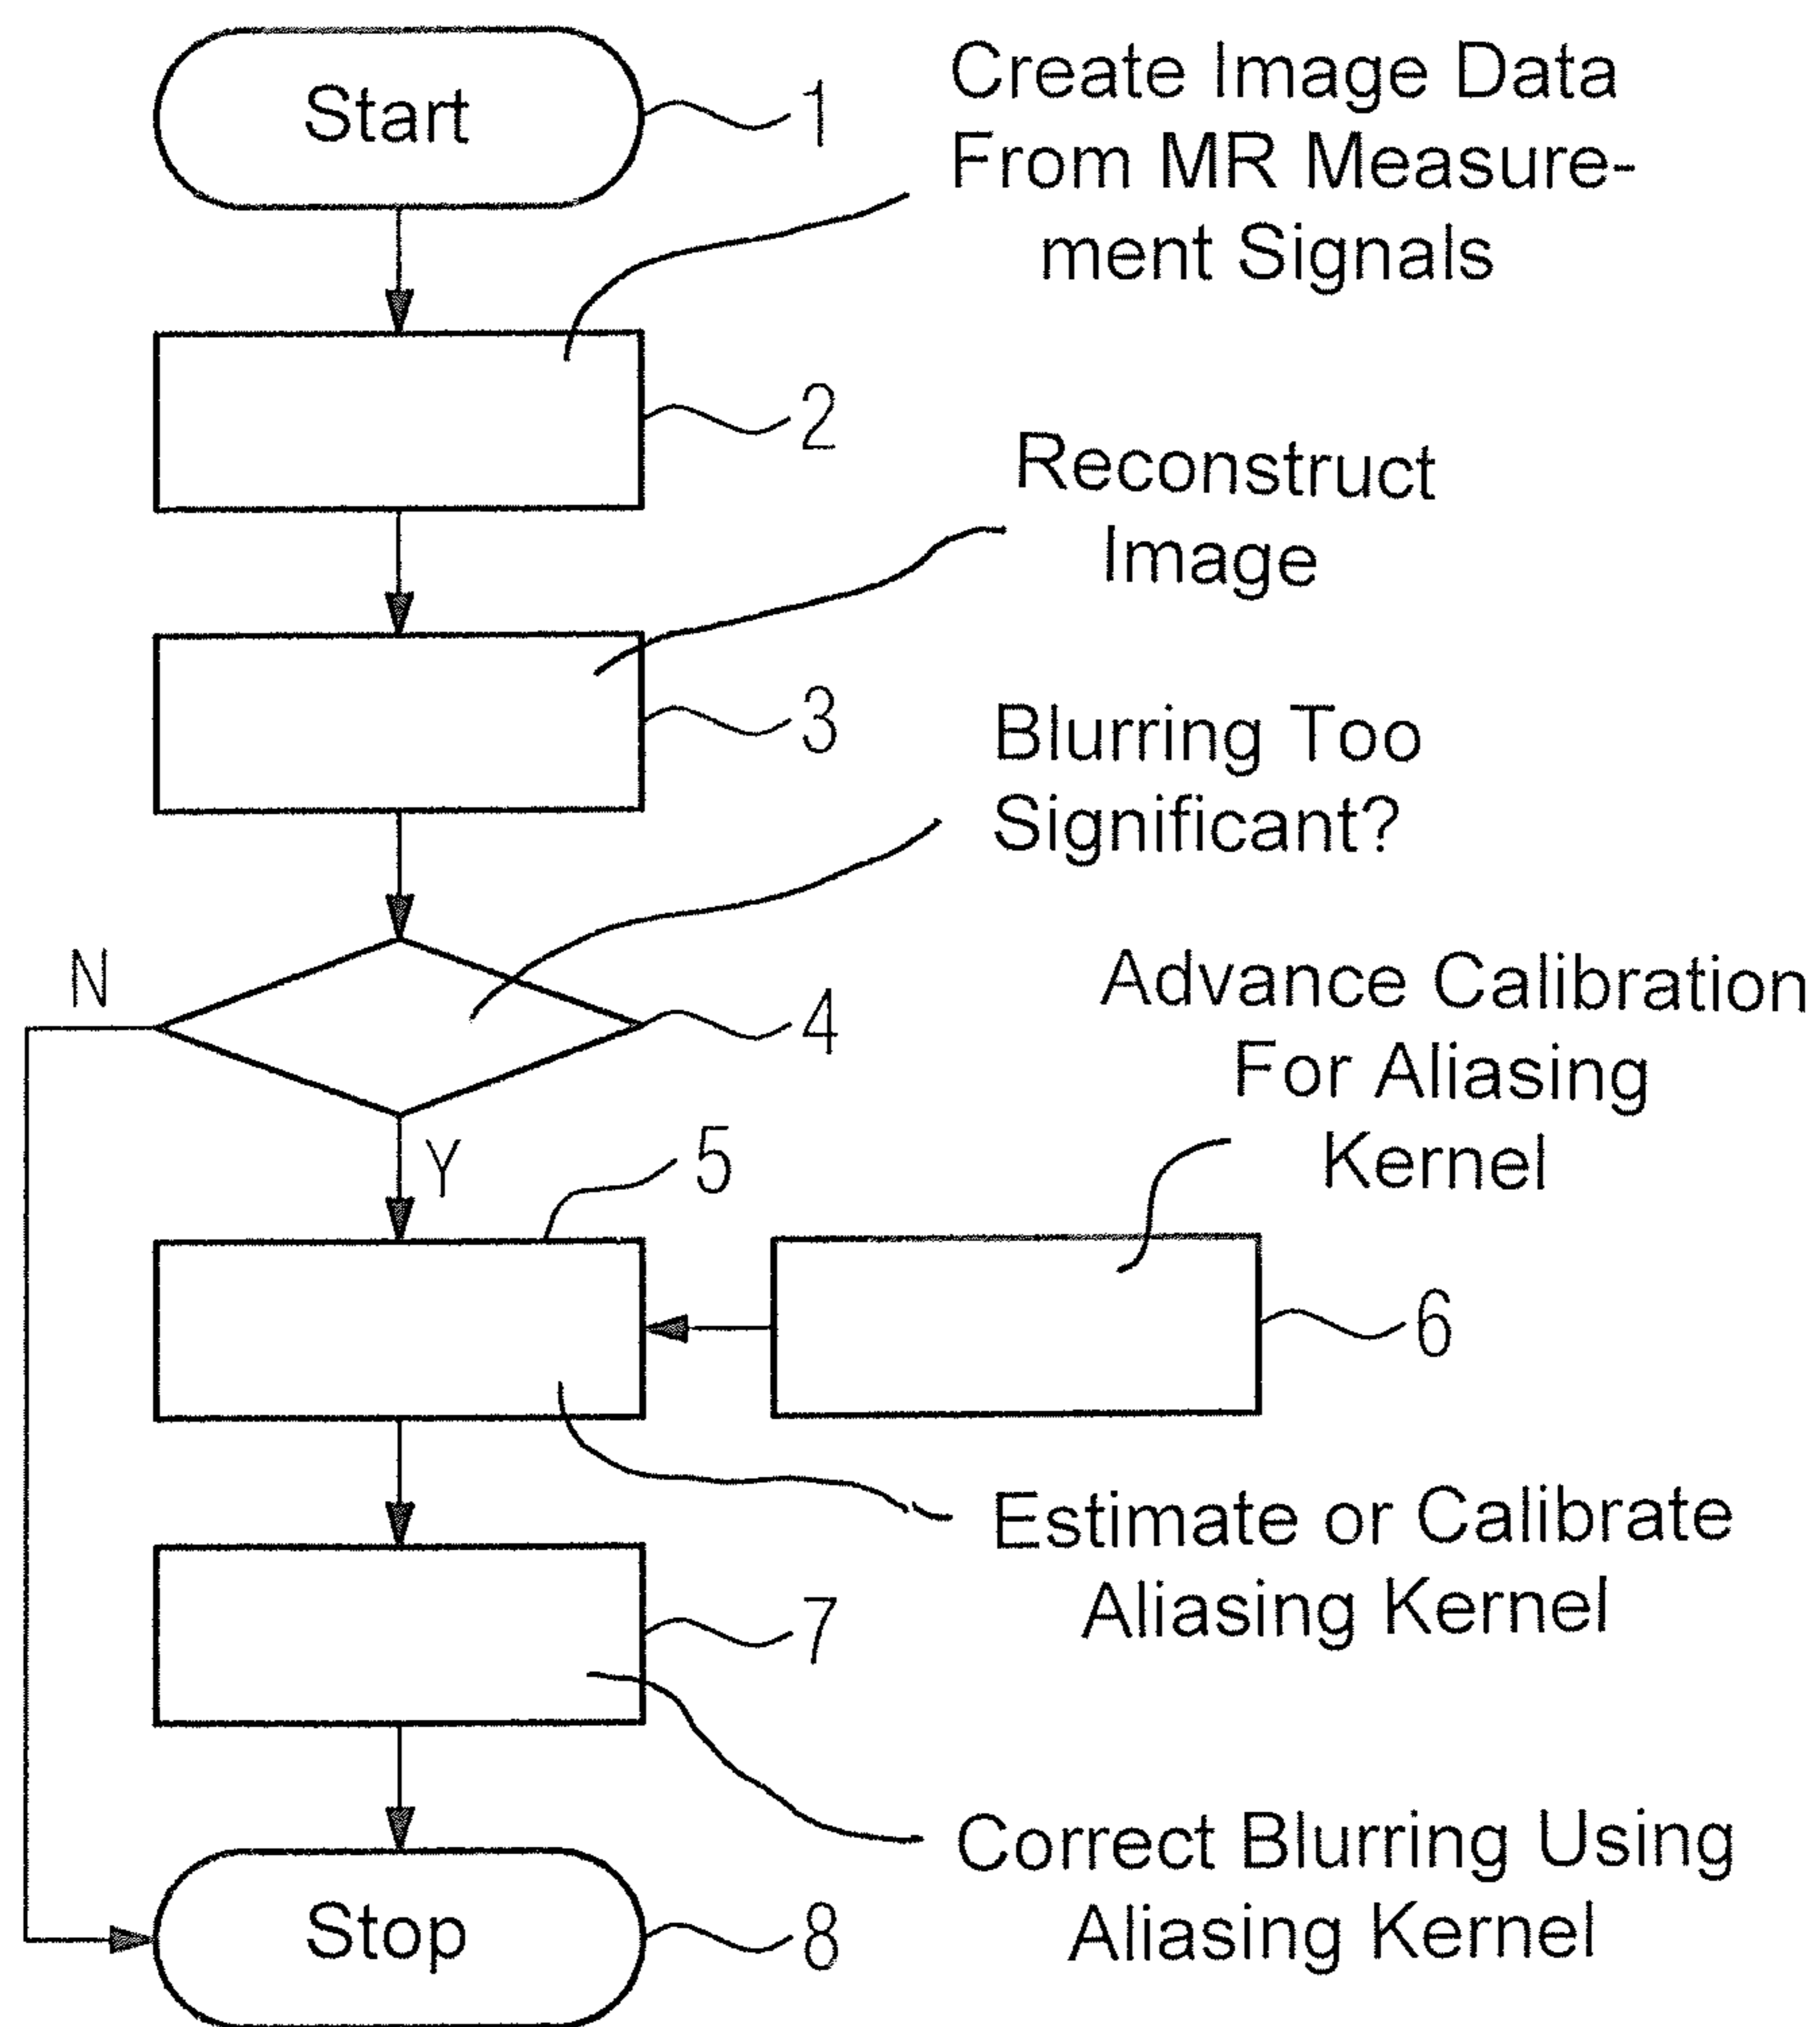 Start
1
Create Image Data
From MR Measure-
ment Signals
2
Reconstruct
Image
3
Blurring Too
Significant?
N
4
Y
Advance Calibration
For Aliasing
Kernel
5
6
Estimate or Calibrate
Aliasing Kernel
7
Correct Blurring Using
Aliasing Kernel
Stop
8